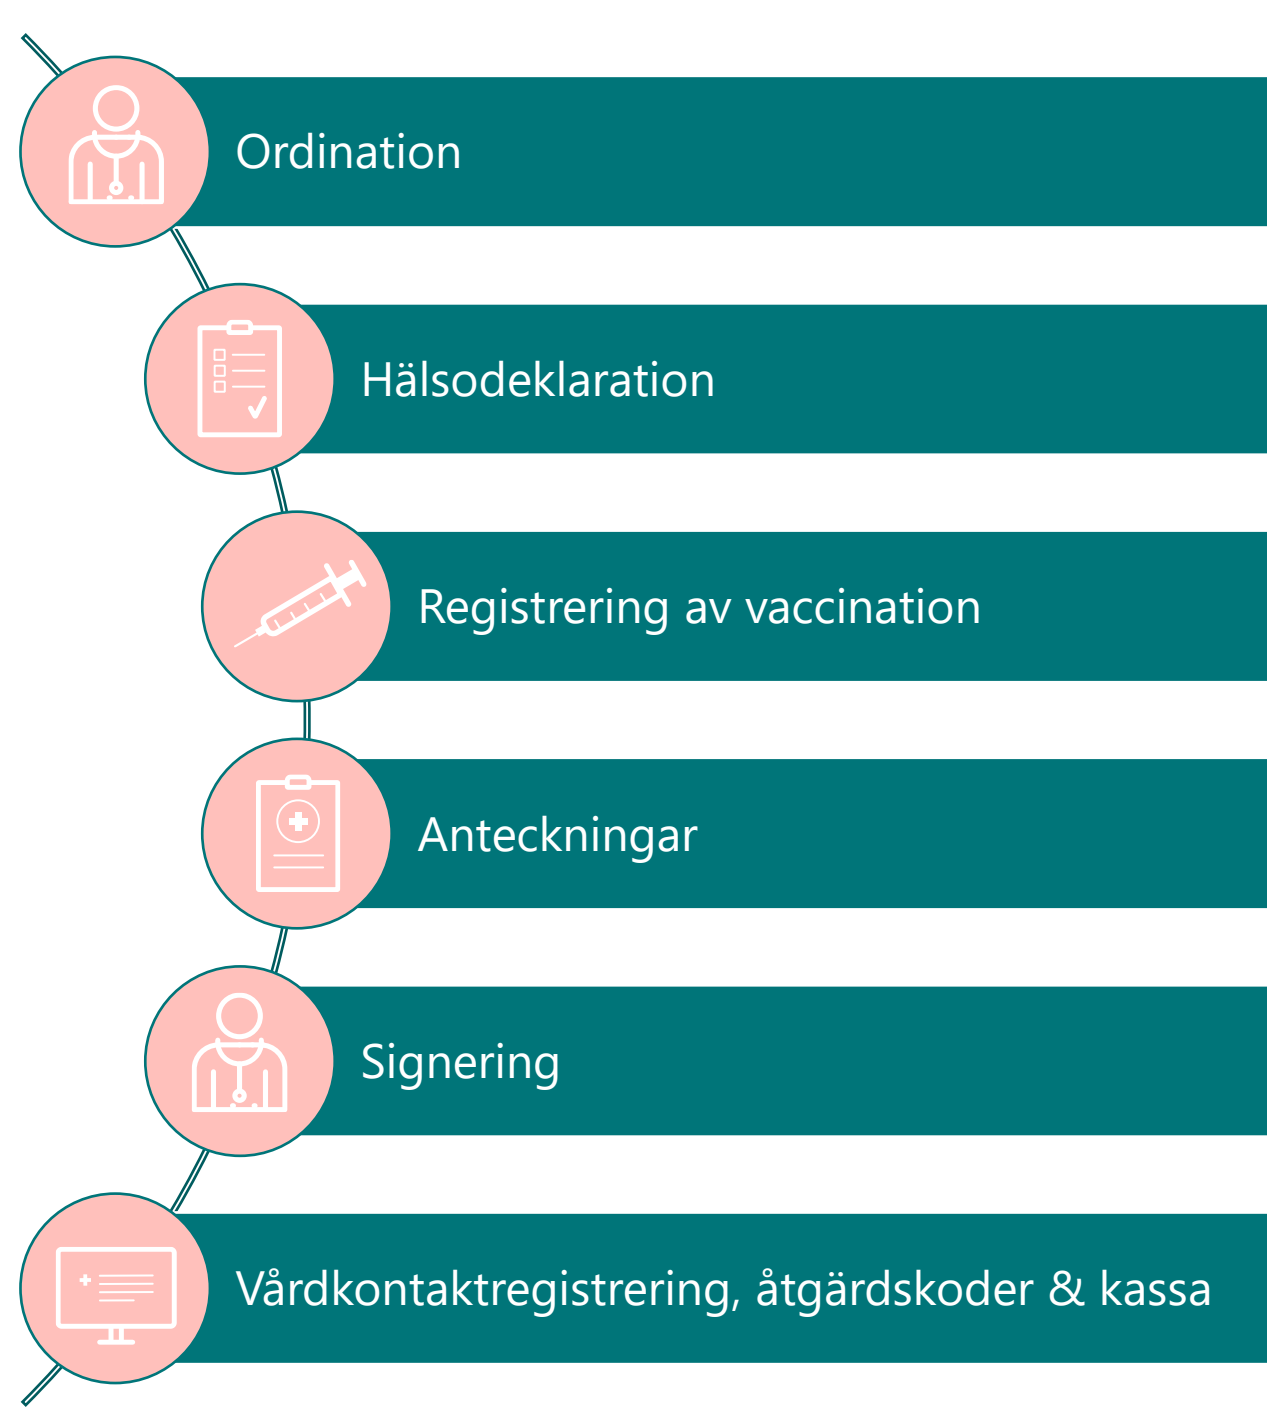 Ordination
Hälsodeklaration
Registrering av vaccination
Anteckningar
Signering
Vårdkontaktregistrering, åtgärdskoder & kassa